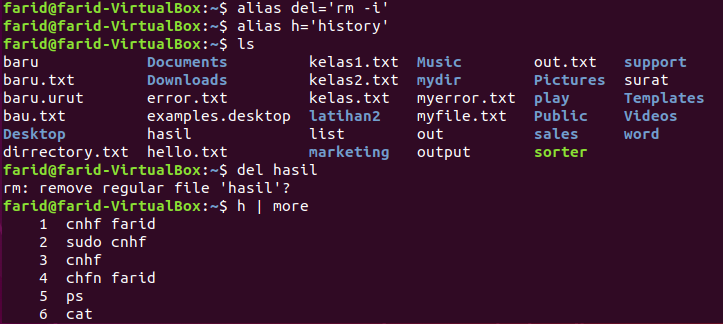 farid@farid-VirtualBox:~$ alias del='rm -i'
farid@farid-VirtualBox:~$ alias h='history'
farid@farid-VirtualBox:~$ ls
baru Documents kelas1.txt Music out.txt support
baru.txt Downloads kelas2.txt mydir Pictures surat
baru.urut error.txt kelas.txt myerror.txt play Templates
bau.txt examples.desktop latihan2 myfile.txt Public Videos
Desktop hasil list out sales word
dirrectory.txt hello.txt marketing output sorter
farid@farid-VirtualBox:~$ del hasil
rm: remove regular file 'hasil'?
farid@farid-VirtualBox:~$ h | more
1 cnhf farid
2 sudo cnhf
3 cnhf
4 chfn farid
5 ps
6 cat